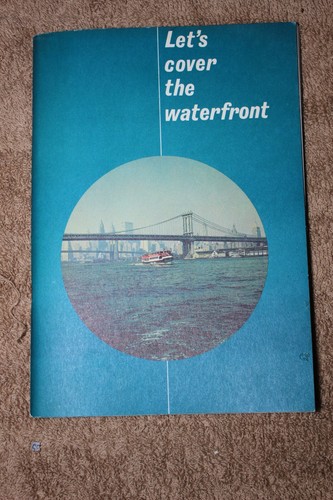 Let's
cover
the
waterfront